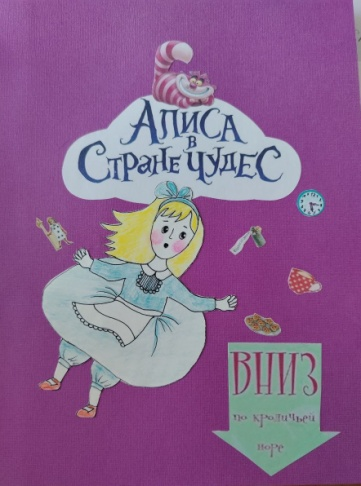 АЛИСА
В
СТРАНЕ ЧУДЕС
ВНИЗ
по кроличьей
норе